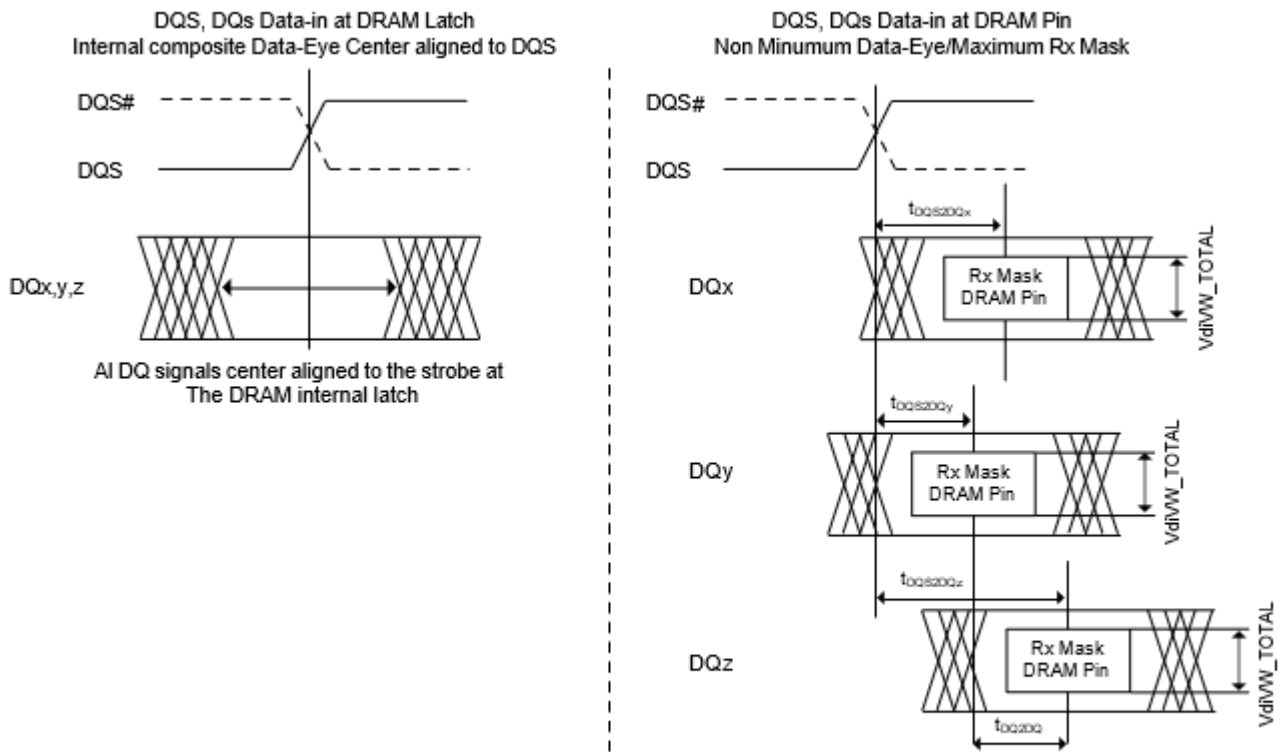 DQS, DQs Data-in at DRAM Latch
Internal composite Data-Eye Center aligned to DQS
DQS#
DQS
DQx,y,z
Al DQ signals center aligned to the strobe at
The DRAM internal latch
DQS, DQs Data-in at DRAM Pin
Non Minumum Data-Eye/Maximum Rx Mask
DQS#
DQS
tDQS2DQx
DQx
Rx Mask
DRAM Pin
VdiVW_TOTAL
tDQS2DQy
DQy
Rx Mask
DRAM Pin
VdiVW_TOTAL
tDQS2DQz
DQz
Rx Mask
DRAM Pin
VdiVW_TOTAL
tDQ2DQ